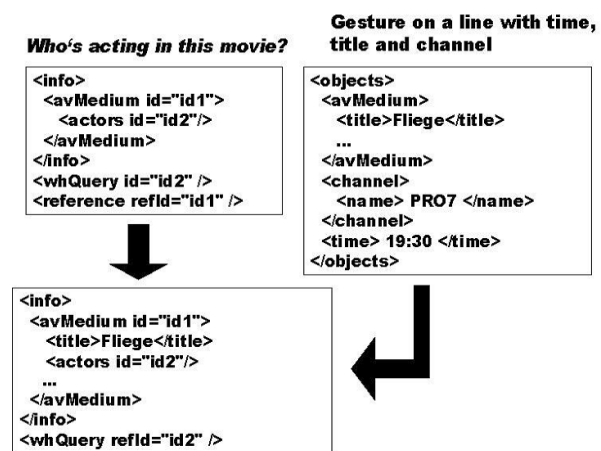 Who's acting in this movie?
<info>
<avMedium id="id1">
<actors id="id2"/>
</avMedium>
</info>
<whQuery id="id2" />
<reference refId="id1" />
Gesture on a line with time,
title and channel
<objects>
<avMedium>
<title>Fliege</title>
...
</avMedium>
<channel>
<name> PRO7 </name>
</channel>
<time> 19:30 </time>
</objects>
<info>
<avMedium id="id1">
<title>Fliege</title>
<actors id="id2"/>
...
</avMedium>
</info>
<whQuery refId="id2" />